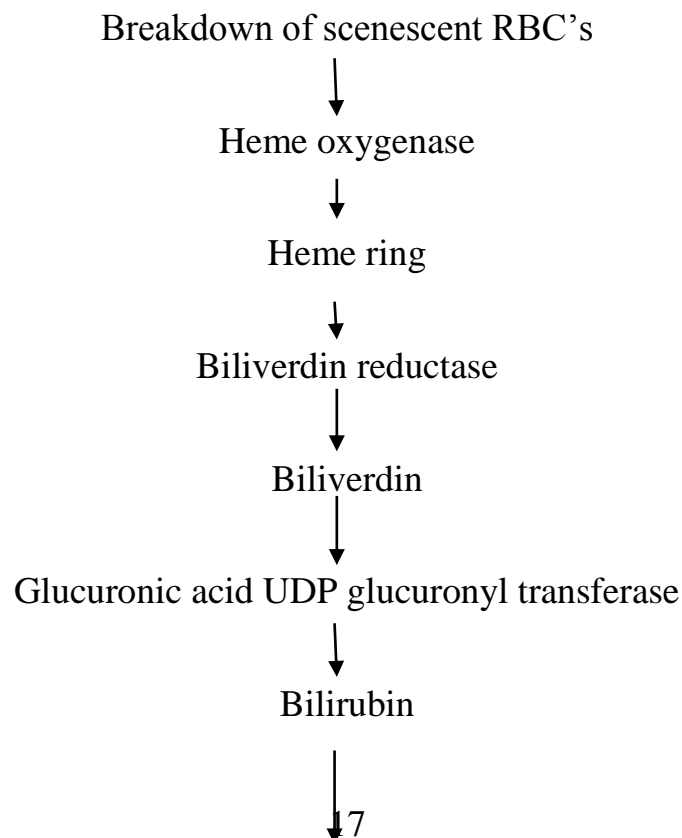 Breakdown of scenescent RBC’s
Heme oxygenase
Heme ring
Biliverdin reductase
Biliverdin
Glucuronic acid UDP glucuronyl transferase
Bilirubin
17